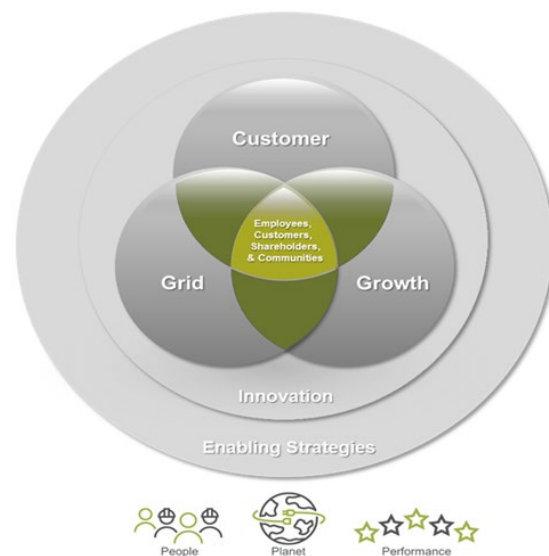 Customer
Employees,
Customers,
Shareholders,
& Communities
Grid
Growth
Innovation
Enabling Strategies
People
Planet
Performance